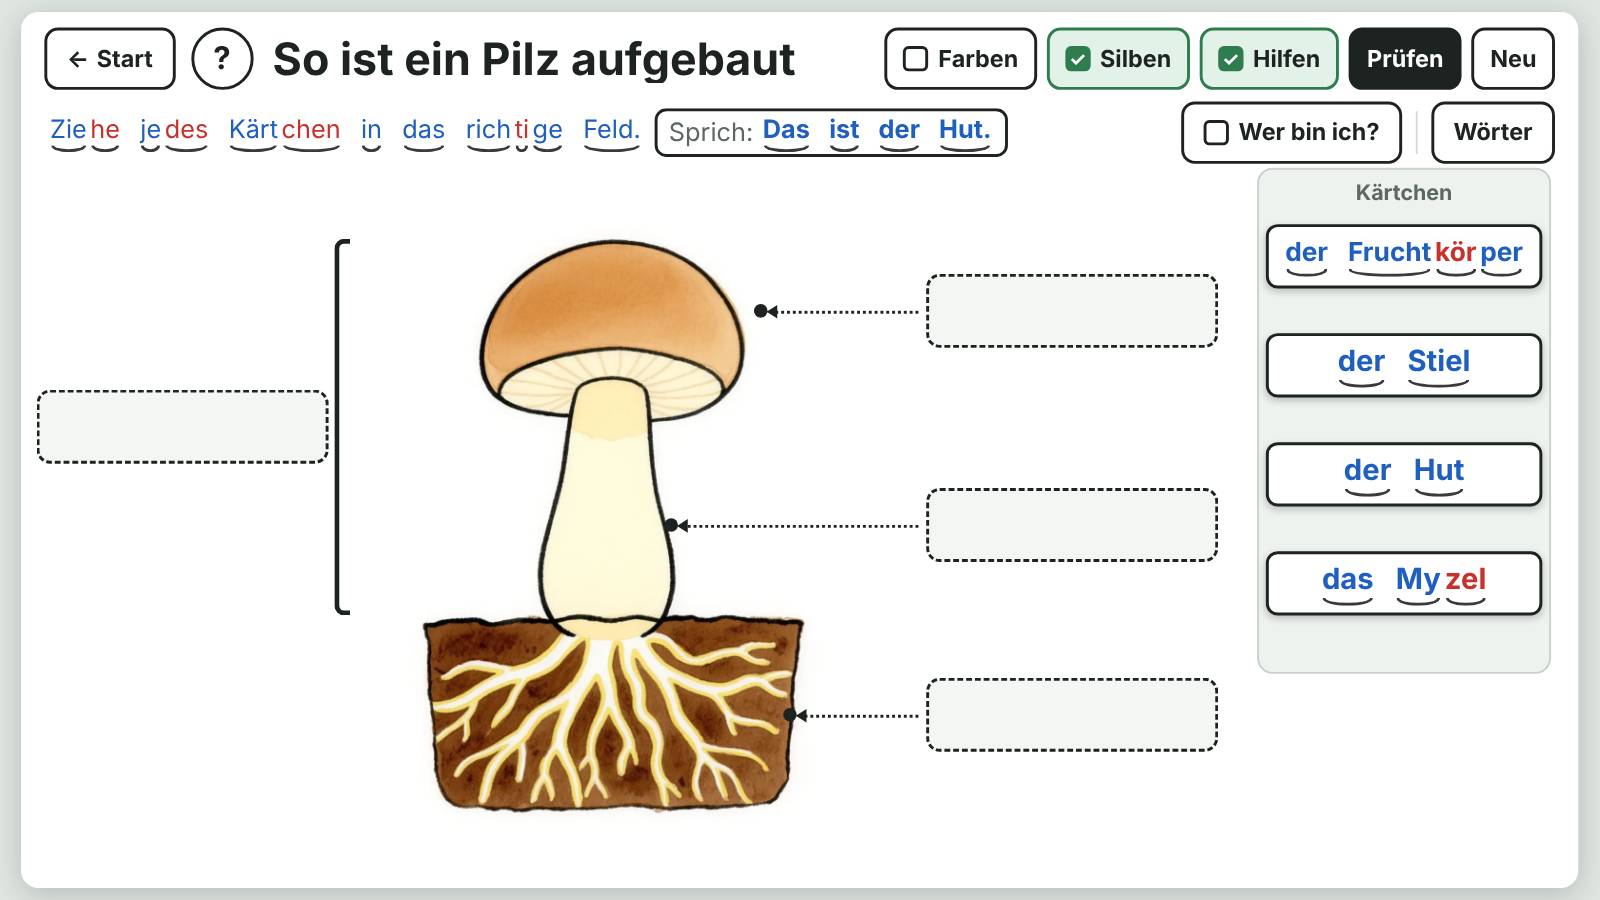 ← Start
?
So ist ein Pilz aufgebaut
Farben
Silben
Hilfen
Prüfen
Neu
Ziehe jedes Kärtchen in das richtige Feld.
Sprich: Das ist der Hut.
Wer bin ich?
Wörter
Kärtchen
der Fruchtkörper
der Stiel
der Hut
das Myzel